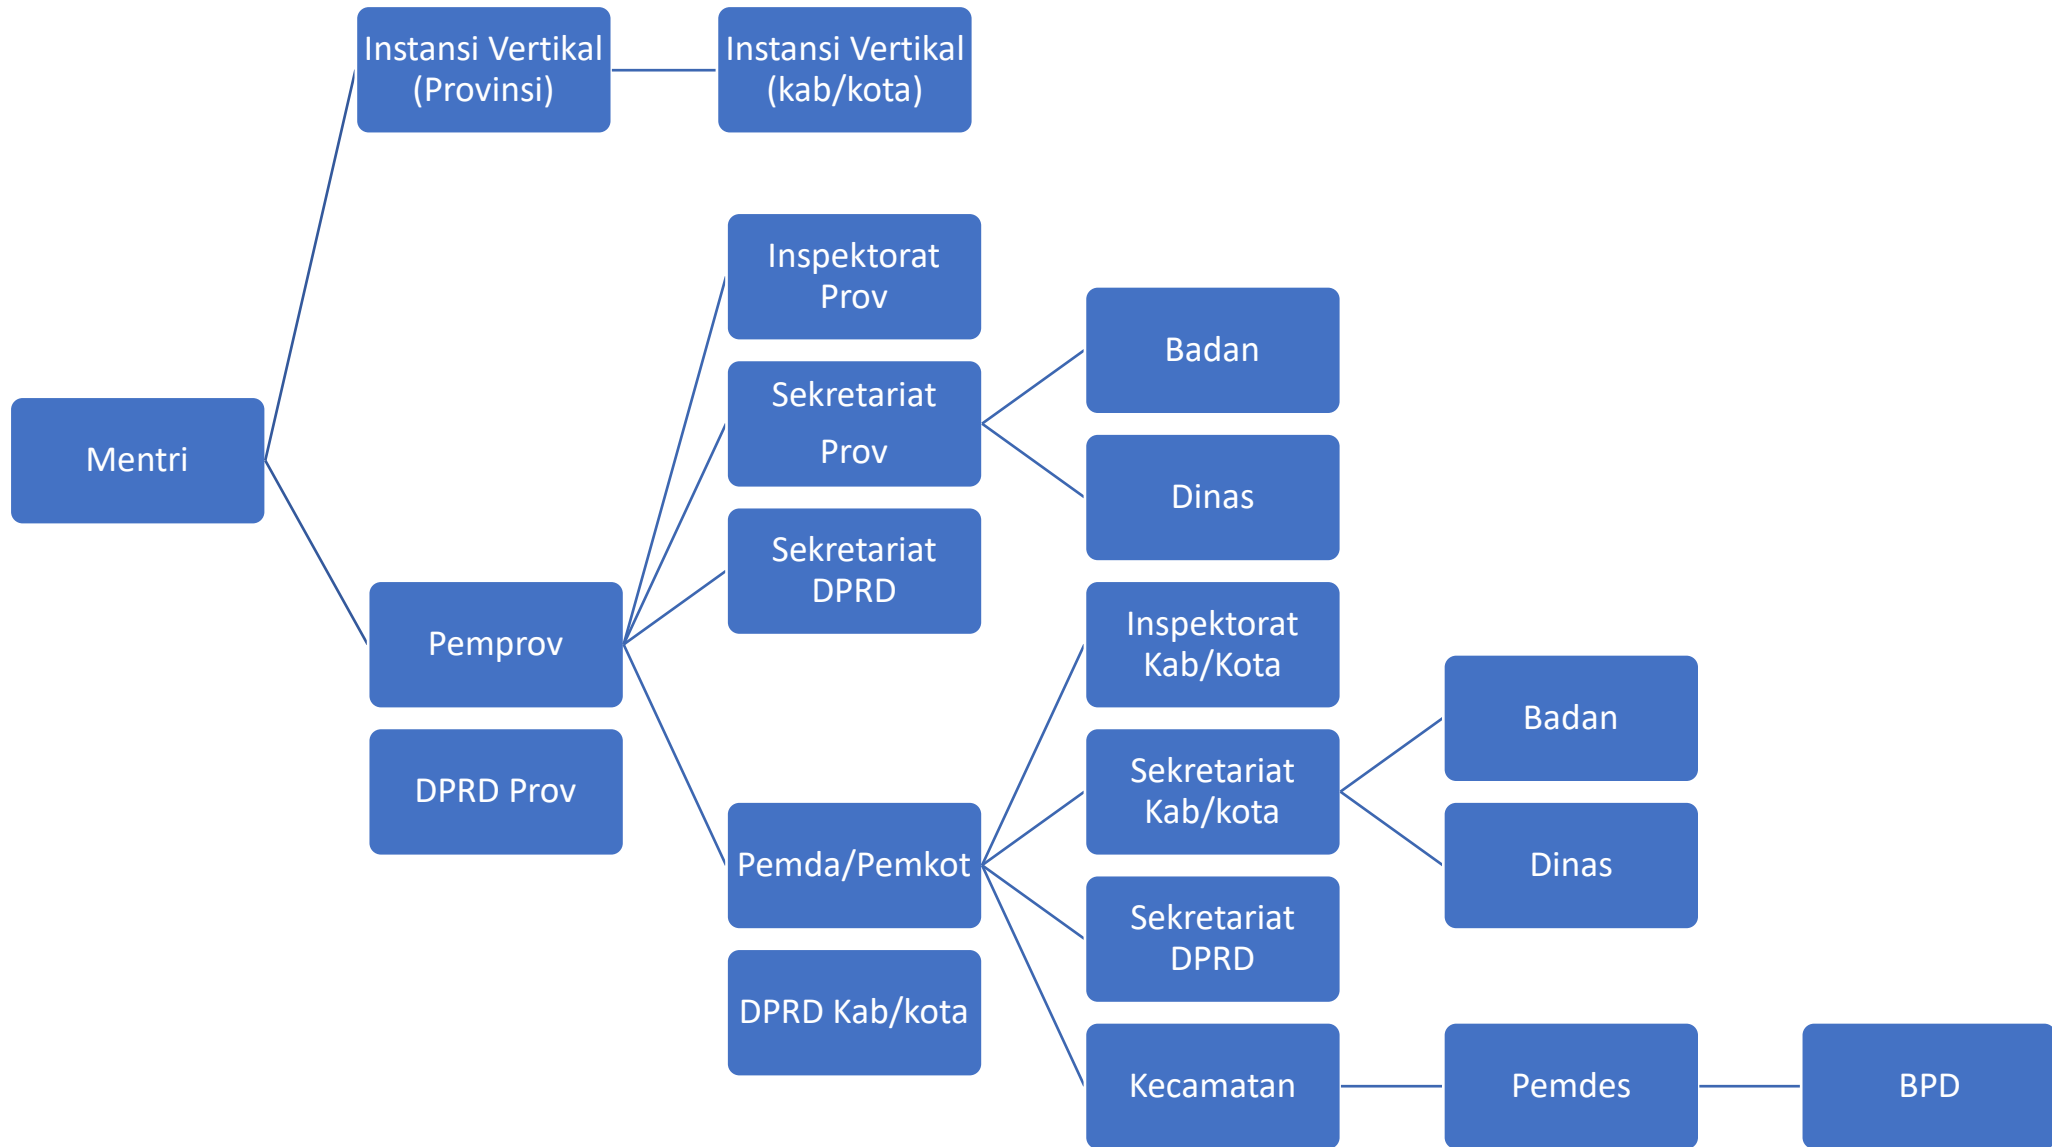 Instansi Vertikal
(Provinsi)
Instansi Vertikal
(kab/kota)
Inspektorat
Prov
Badan
Sekretariat
Prov
Mentri
Dinas
Sekretariat
DPRD
Inspektorat
Kab/Kota
Pemprov
Badan
Sekretariat
Kab/kota
DPRD Prov
Pemda/Pemkot
Dinas
Sekretariat
DPRD
DPRD Kab/kota
Kecamatan
Pemdes
BPD